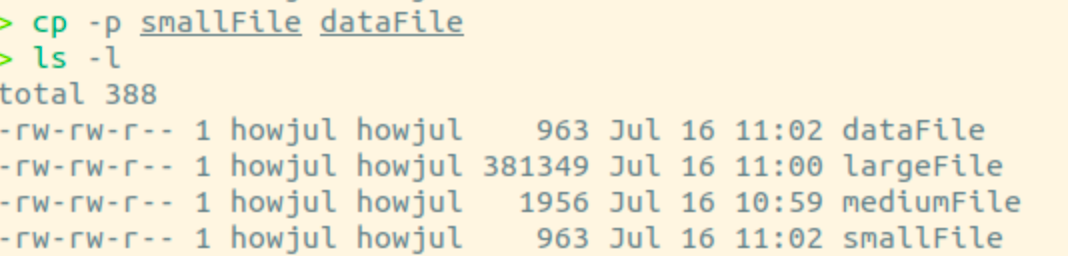 > cp -p smallFile dataFile
> ls -l
total 388
-rw-rw-r-- 1 howjul howjul    963 Jul 16 11:02 dataFile
-rw-rw-r-- 1 howjul howjul 381349 Jul 16 11:00 largeFile
-rw-rw-r-- 1 howjul howjul   1956 Jul 16 10:59 mediumFile
-rw-rw-r-- 1 howjul howjul    963 Jul 16 11:02 smallFile